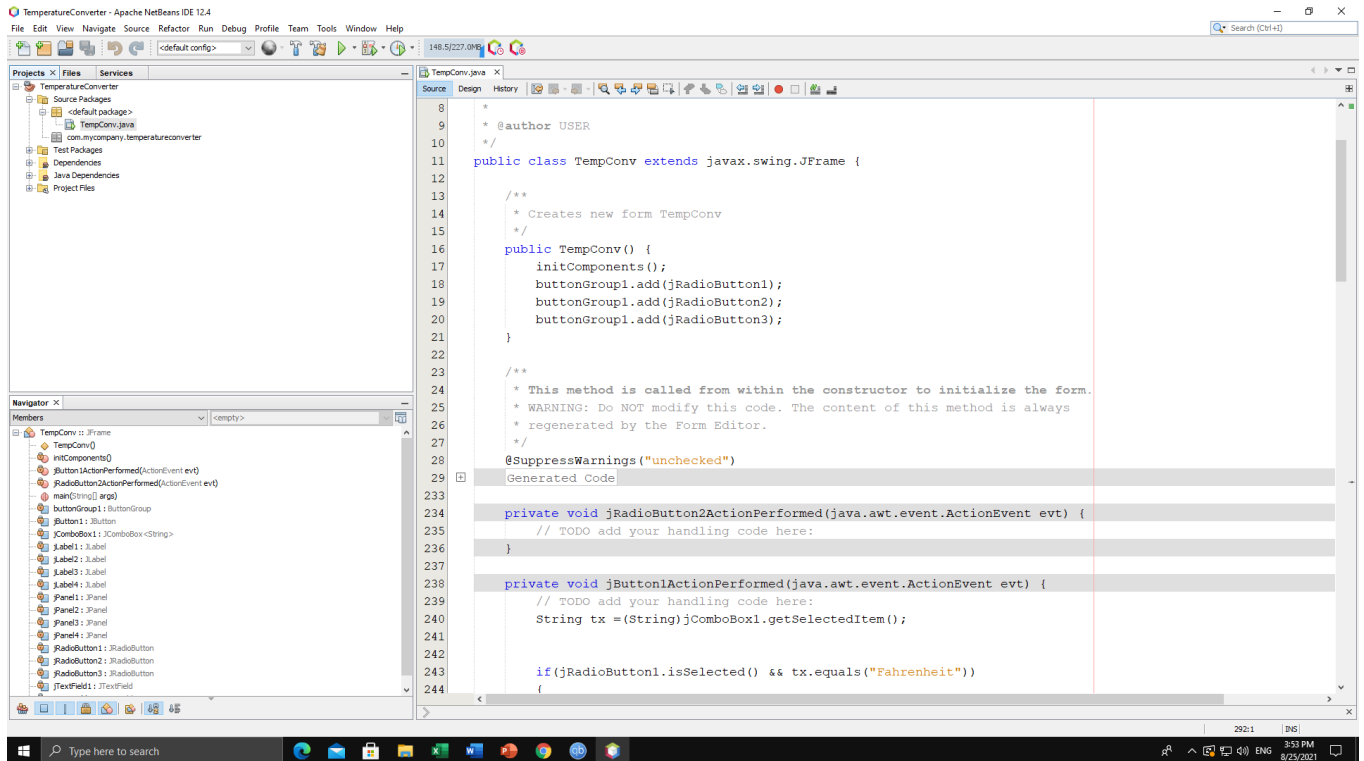 TemperatureConverter - Apache NetBeans IDE 12.4
File Edit View Navigate Source Refactor Run Debug Profile Team Tools Window Help
Search (Ctrl+I)
<default config>
148.5/227.0MB
Projects Files Services
TemperatureConverter
Source Packages
<default package>
TempConv.java
com.mycompany.temperatureconverter
Test Packages
Dependencies
Java Dependencies
Project Files
Navigator
Members
<empty>
TempConv :: JFrame
TempConv()
initComponents()
jButton1ActionPerformed(ActionEvent evt)
jRadioButton2ActionPerformed(ActionEvent evt)
main(String[] args)
buttonGroup1 : ButtonGroup
jButton1 : JButton
jComboBox1 : JComboBox<String>
jLabel1 : JLabel
jLabel2 : JLabel
jLabel3 : JLabel
jLabel4 : JLabel
jPanel1 : JPanel
jPanel2 : JPanel
jPanel3 : JPanel
jPanel4 : JPanel
jRadioButton1 : JRadioButton
jRadioButton2 : JRadioButton
jRadioButton3 : JRadioButton
jTextField1 : JTextField
TempConv.java
Source Design History
8 *
9 * @author USER
10 */
11 public class TempConv extends javax.swing.JFrame {
12
13 /**
14 * Creates new form TempConv
15 */
16 public TempConv() {
17 initComponents();
18 buttonGroup1.add(jRadioButton1);
19 buttonGroup1.add(jRadioButton2);
20 buttonGroup1.add(jRadioButton3);
21 }
22
23 /**
24 * This method is called from within the constructor to initialize the form.
25 * WARNING: Do NOT modify this code. The content of this method is always
26 * regenerated by the Form Editor.
27 */
28 @SuppressWarnings("unchecked")
29 Generated Code
233
234 private void jRadioButton2ActionPerformed(java.awt.event.ActionEvent evt) {
235 // TODO add your handling code here:
236 }
237
238 private void jButton1ActionPerformed(java.awt.event.ActionEvent evt) {
239 // TODO add your handling code here:
240 String tx =(String)jComboBox1.getSelectedItem();
241
242
243 if(jRadioButton1.isSelected() && tx.equals("Fahrenheit"))
244 {
292:1 INS
Type here to search
ENG
3:53 PM
8/25/2021